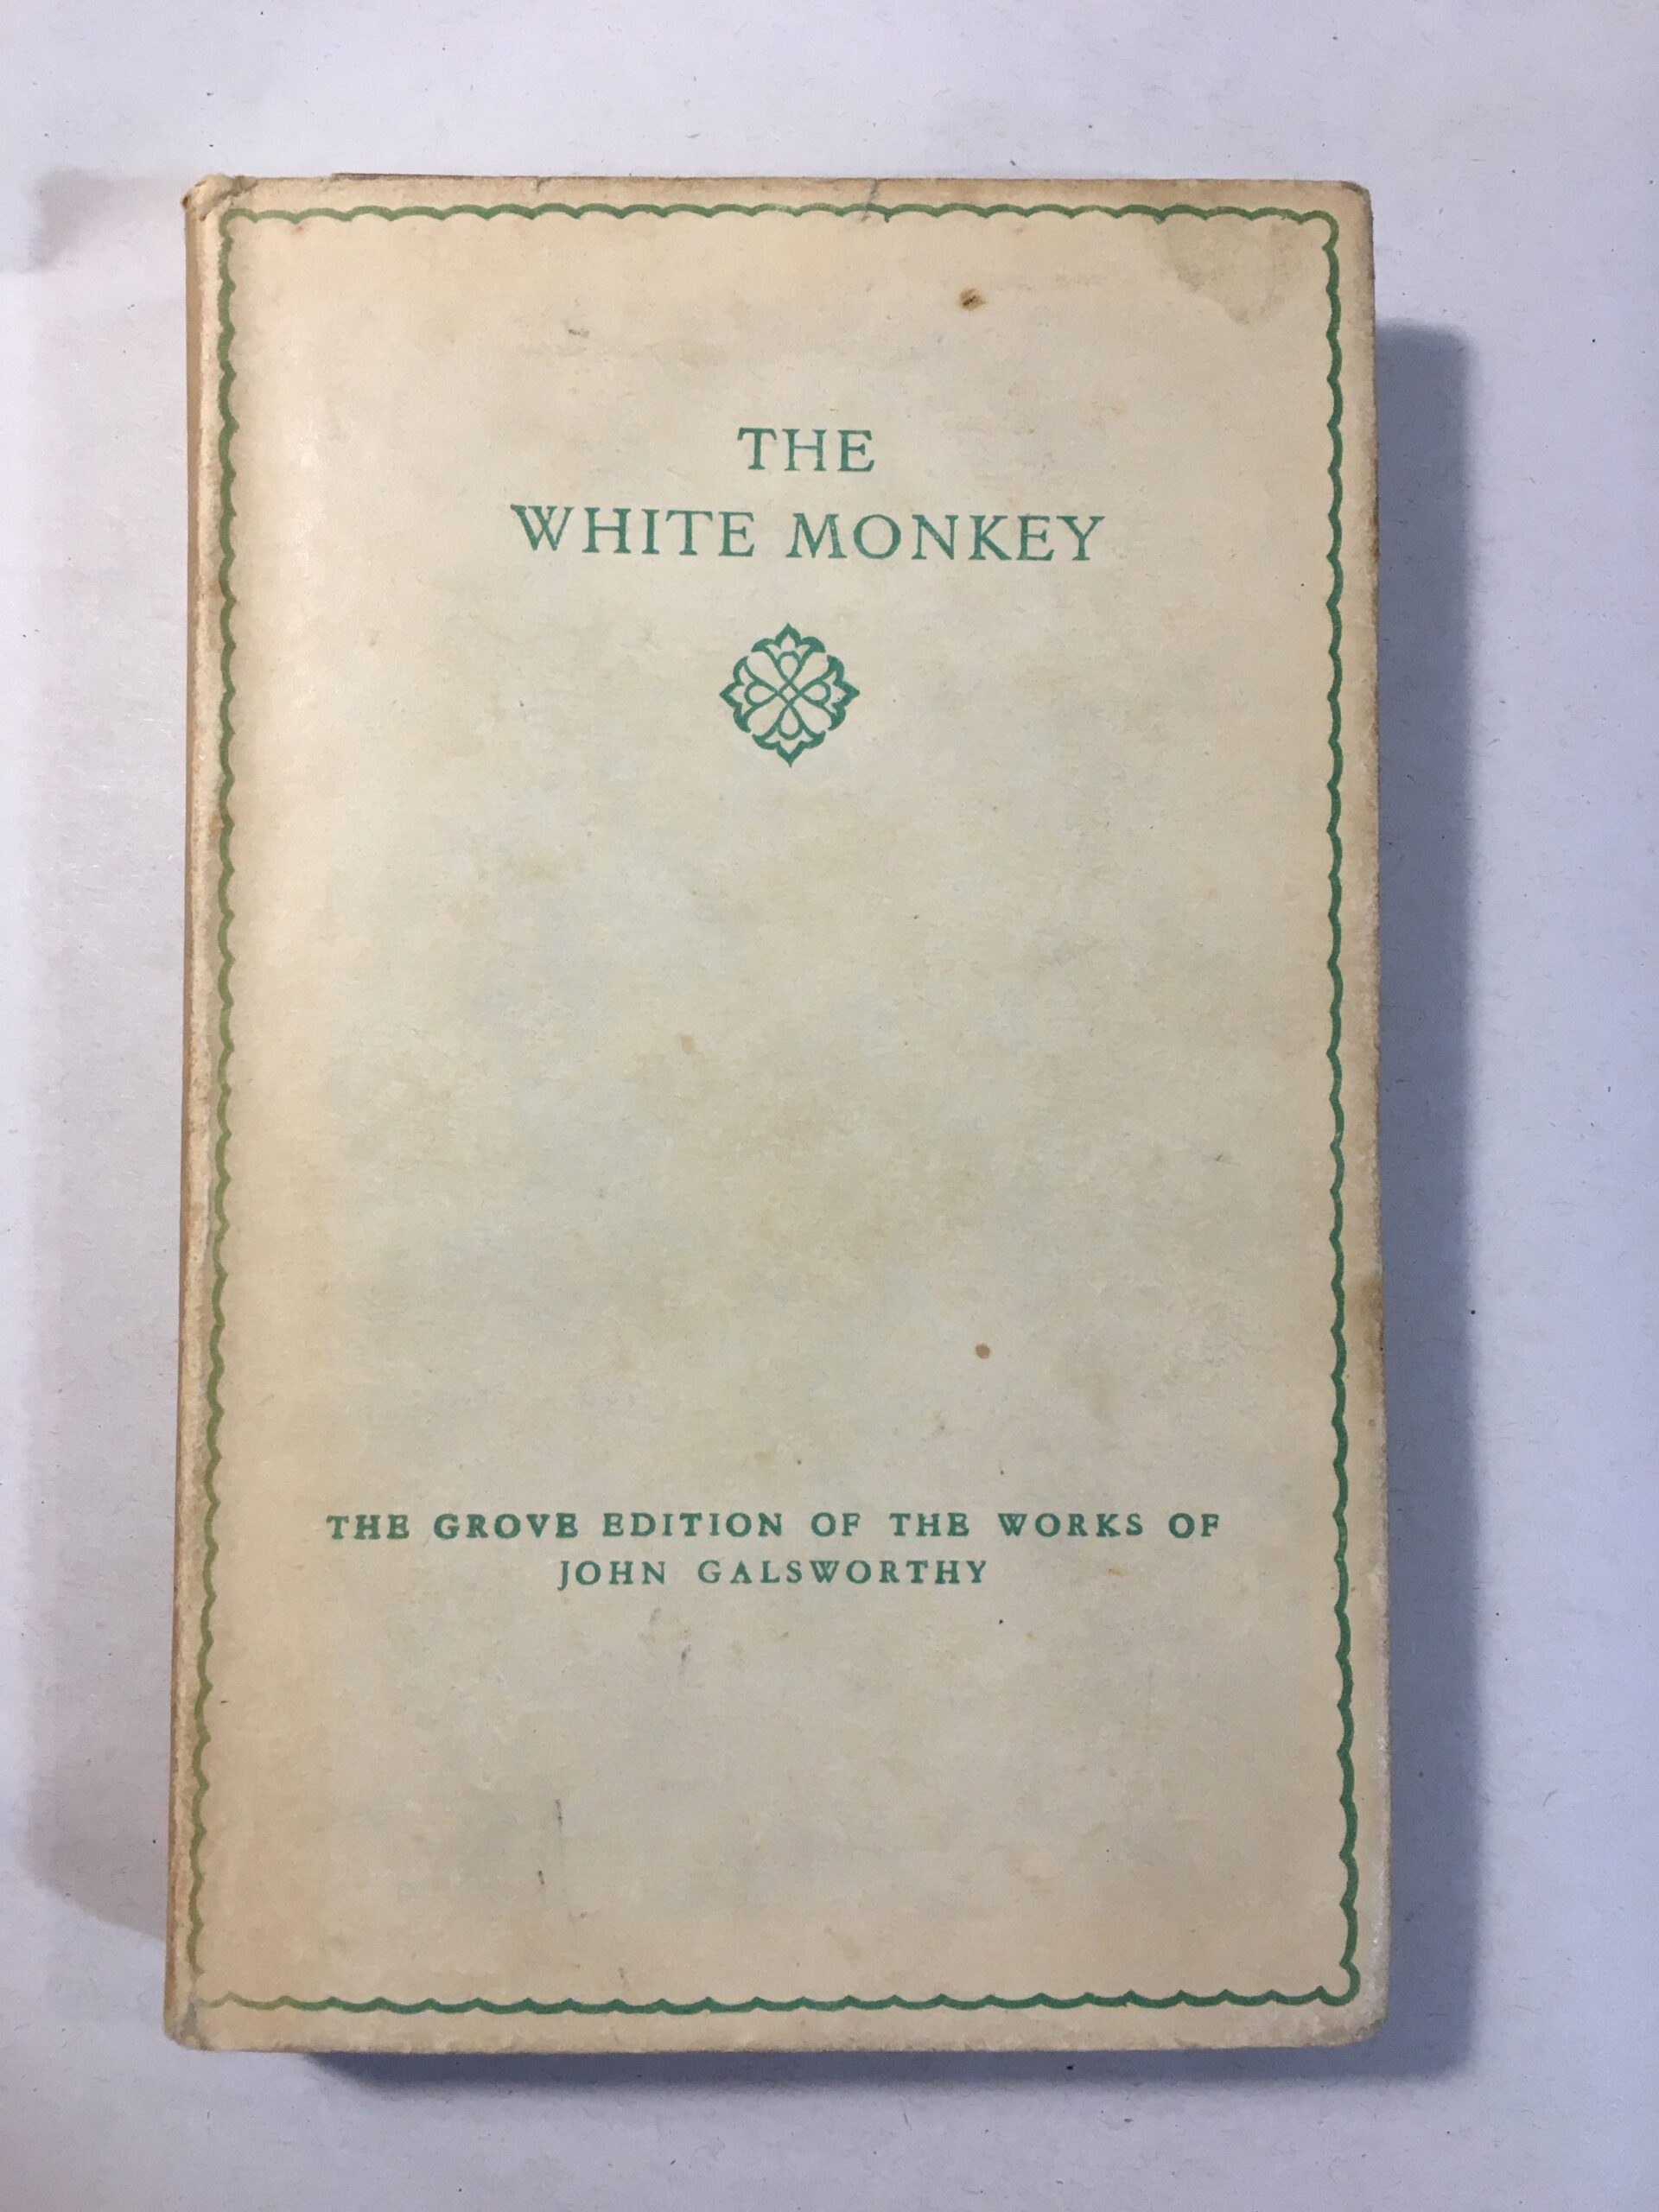 THE
WHITE MONKEY
THE GROVE EDITION OF THE WORKS OF
JOHN GALSWORTHY